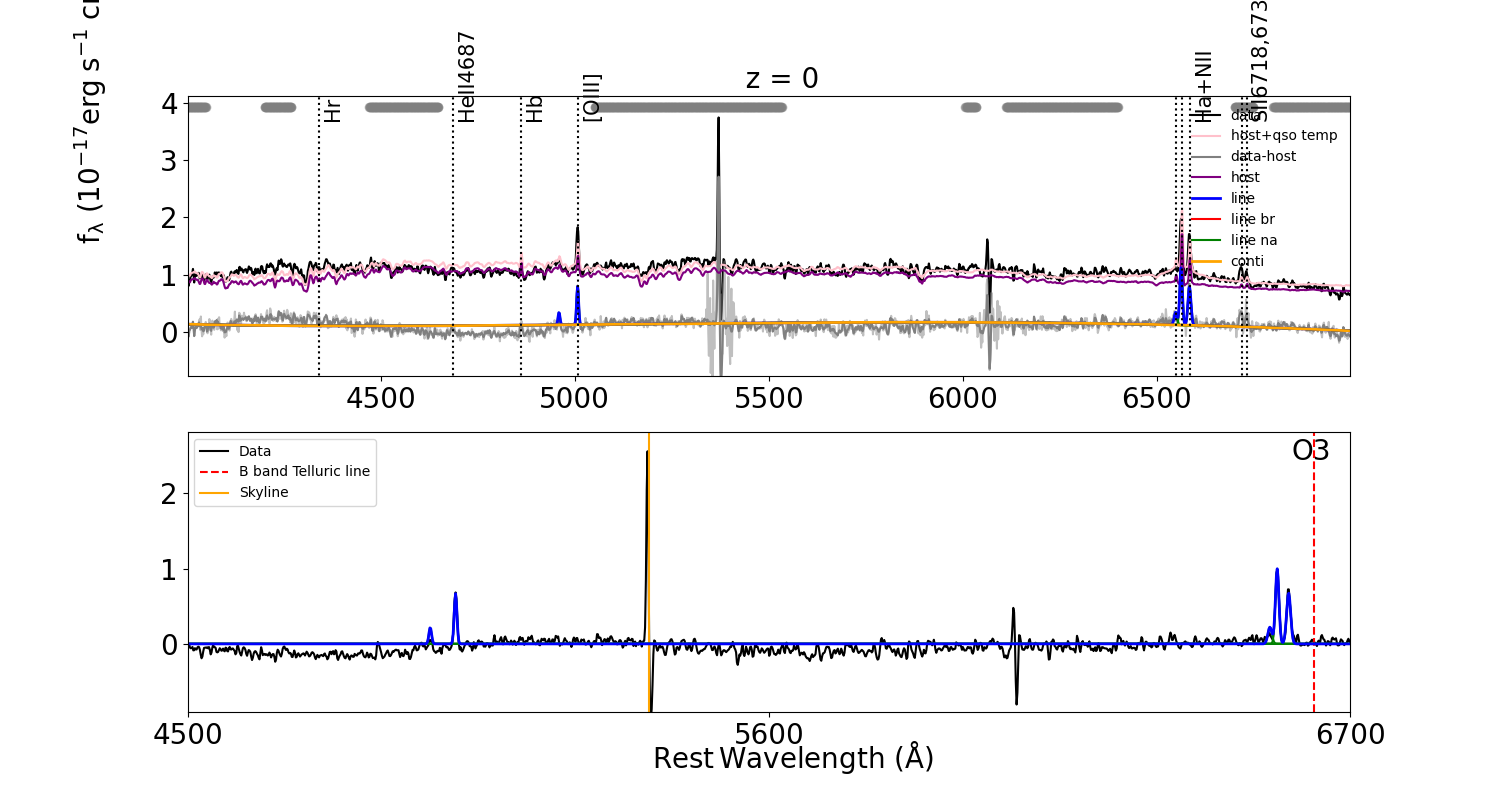 z = 0
f_λ (10^{-17}erg s^{-1} c
Hr
HeII4687
Hb
[OIII]
Ha+NII
SII6718,673
4
3
2
1
0
data
host+qso temp
data-host
host
line
line br
line na
conti
4500 5000 5500 6000 6500
Data
B band Telluric line
Skyline
O3
2
1
0
4500 5600 6700
Rest Wavelength (Å)